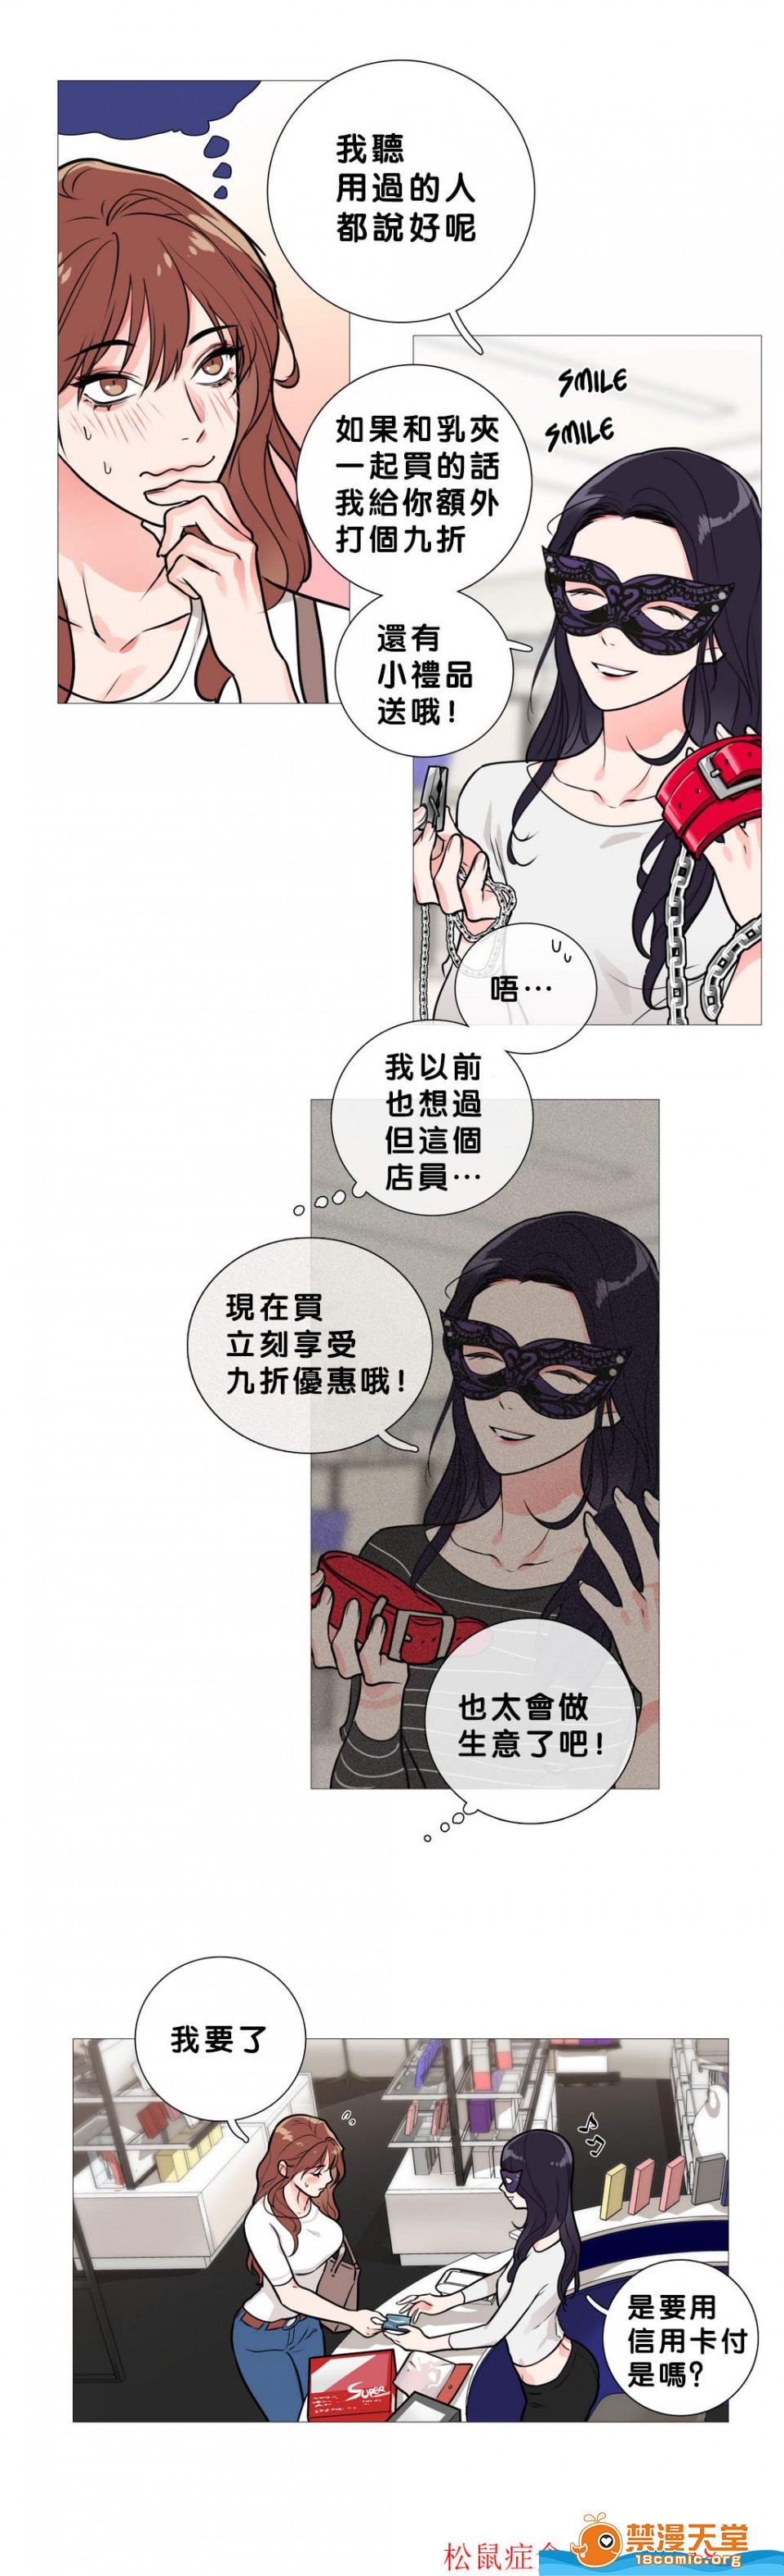 我聽
用過的人
都說好呢
SMILE
SMILE
如果和乳夾
一起買的話
我給你額外
打個九折
還有
小禮品
送哦!
唔…
我以前
也想過
但這個
店員…
現在買
立刻享受
九折優惠哦!
也太會做
生意了吧!
我要了
是要用
信用卡付
是嗎?
SUPER
松鼠症
禁漫天堂
18comic.org